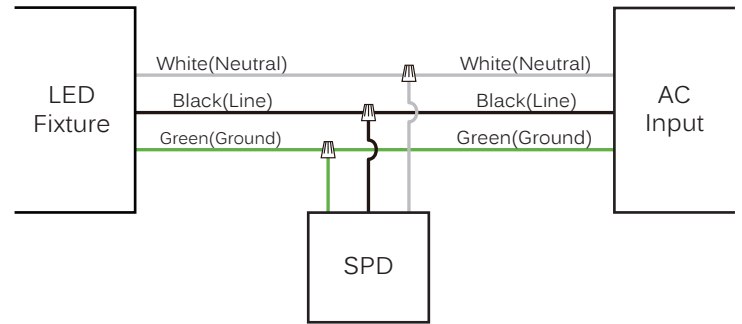 LED
Fixture
White(Neutral)
Black(Line)
Green(Ground)
White(Neutral)
Black(Line)
Green(Ground)
AC
Input
SPD